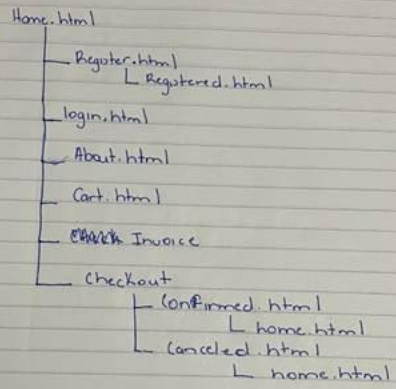 Home.html
Register.html
Registered.html
login.html
About.html
Cart.html
Invoice
Checkout
Confirmed.html
home.html
Canceled.html
home.html